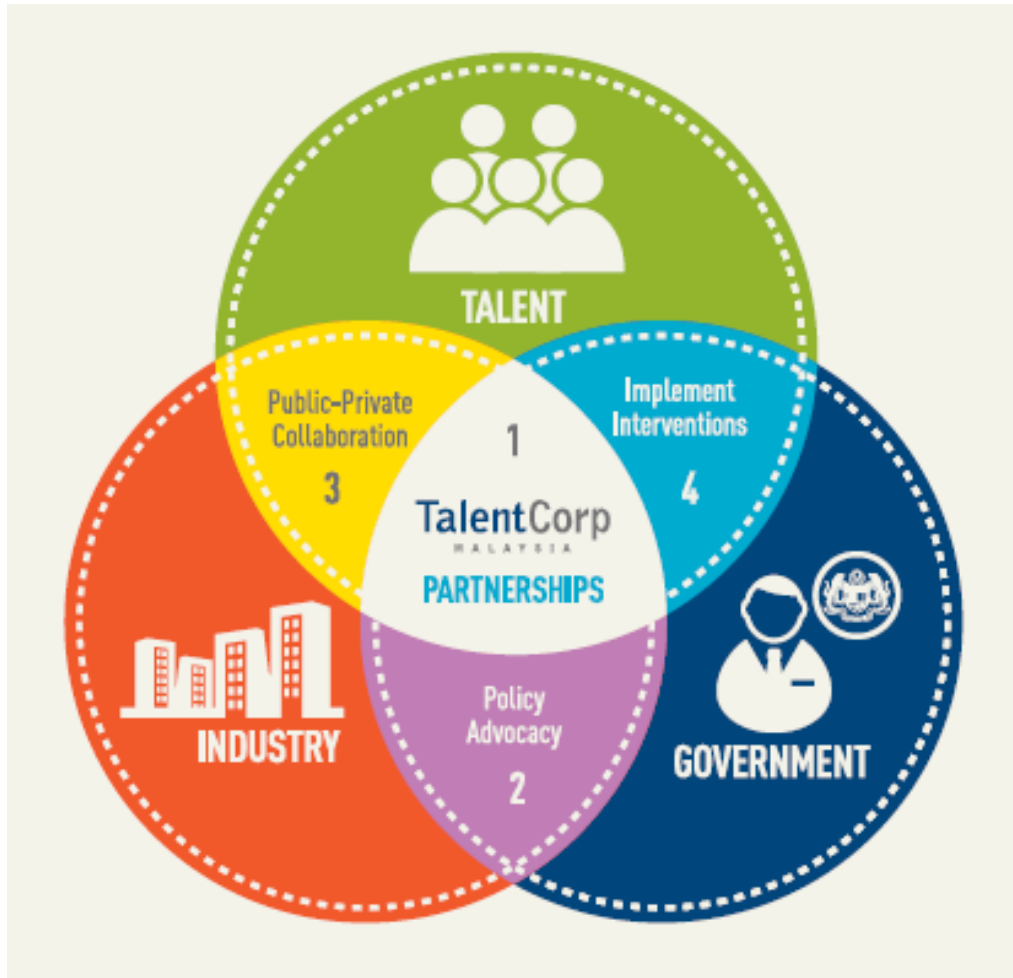 TALENT
Public-Private
Collaboration
3
1
Implement
Interventions
4
TalentCorp
MALAYSIA
PARTNERSHIPS
INDUSTRY
Policy
Advocacy
2
GOVERNMENT